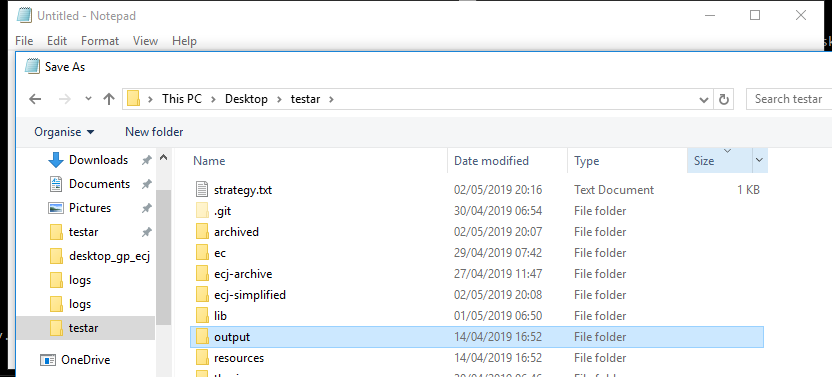 Untitled - Notepad
File Edit Format View Help
Save As
This PC Desktop testar
Search testar
Organise New folder
Name Date modified Type Size
Downloads
Documents
Pictures
testar
desktop_gp_ecj
logs
logs
testar
OneDrive
strategy.txt 02/05/2019 20:16 Text Document 1 KB
.git 30/04/2019 06:54 File folder
archived 02/05/2019 20:07 File folder
ec 29/04/2019 07:42 File folder
ecj-archive 27/04/2019 11:47 File folder
ecj-simplified 02/05/2019 20:08 File folder
lib 01/05/2019 06:50 File folder
output 14/04/2019 16:52 File folder
resources 14/04/2019 16:52 File folder